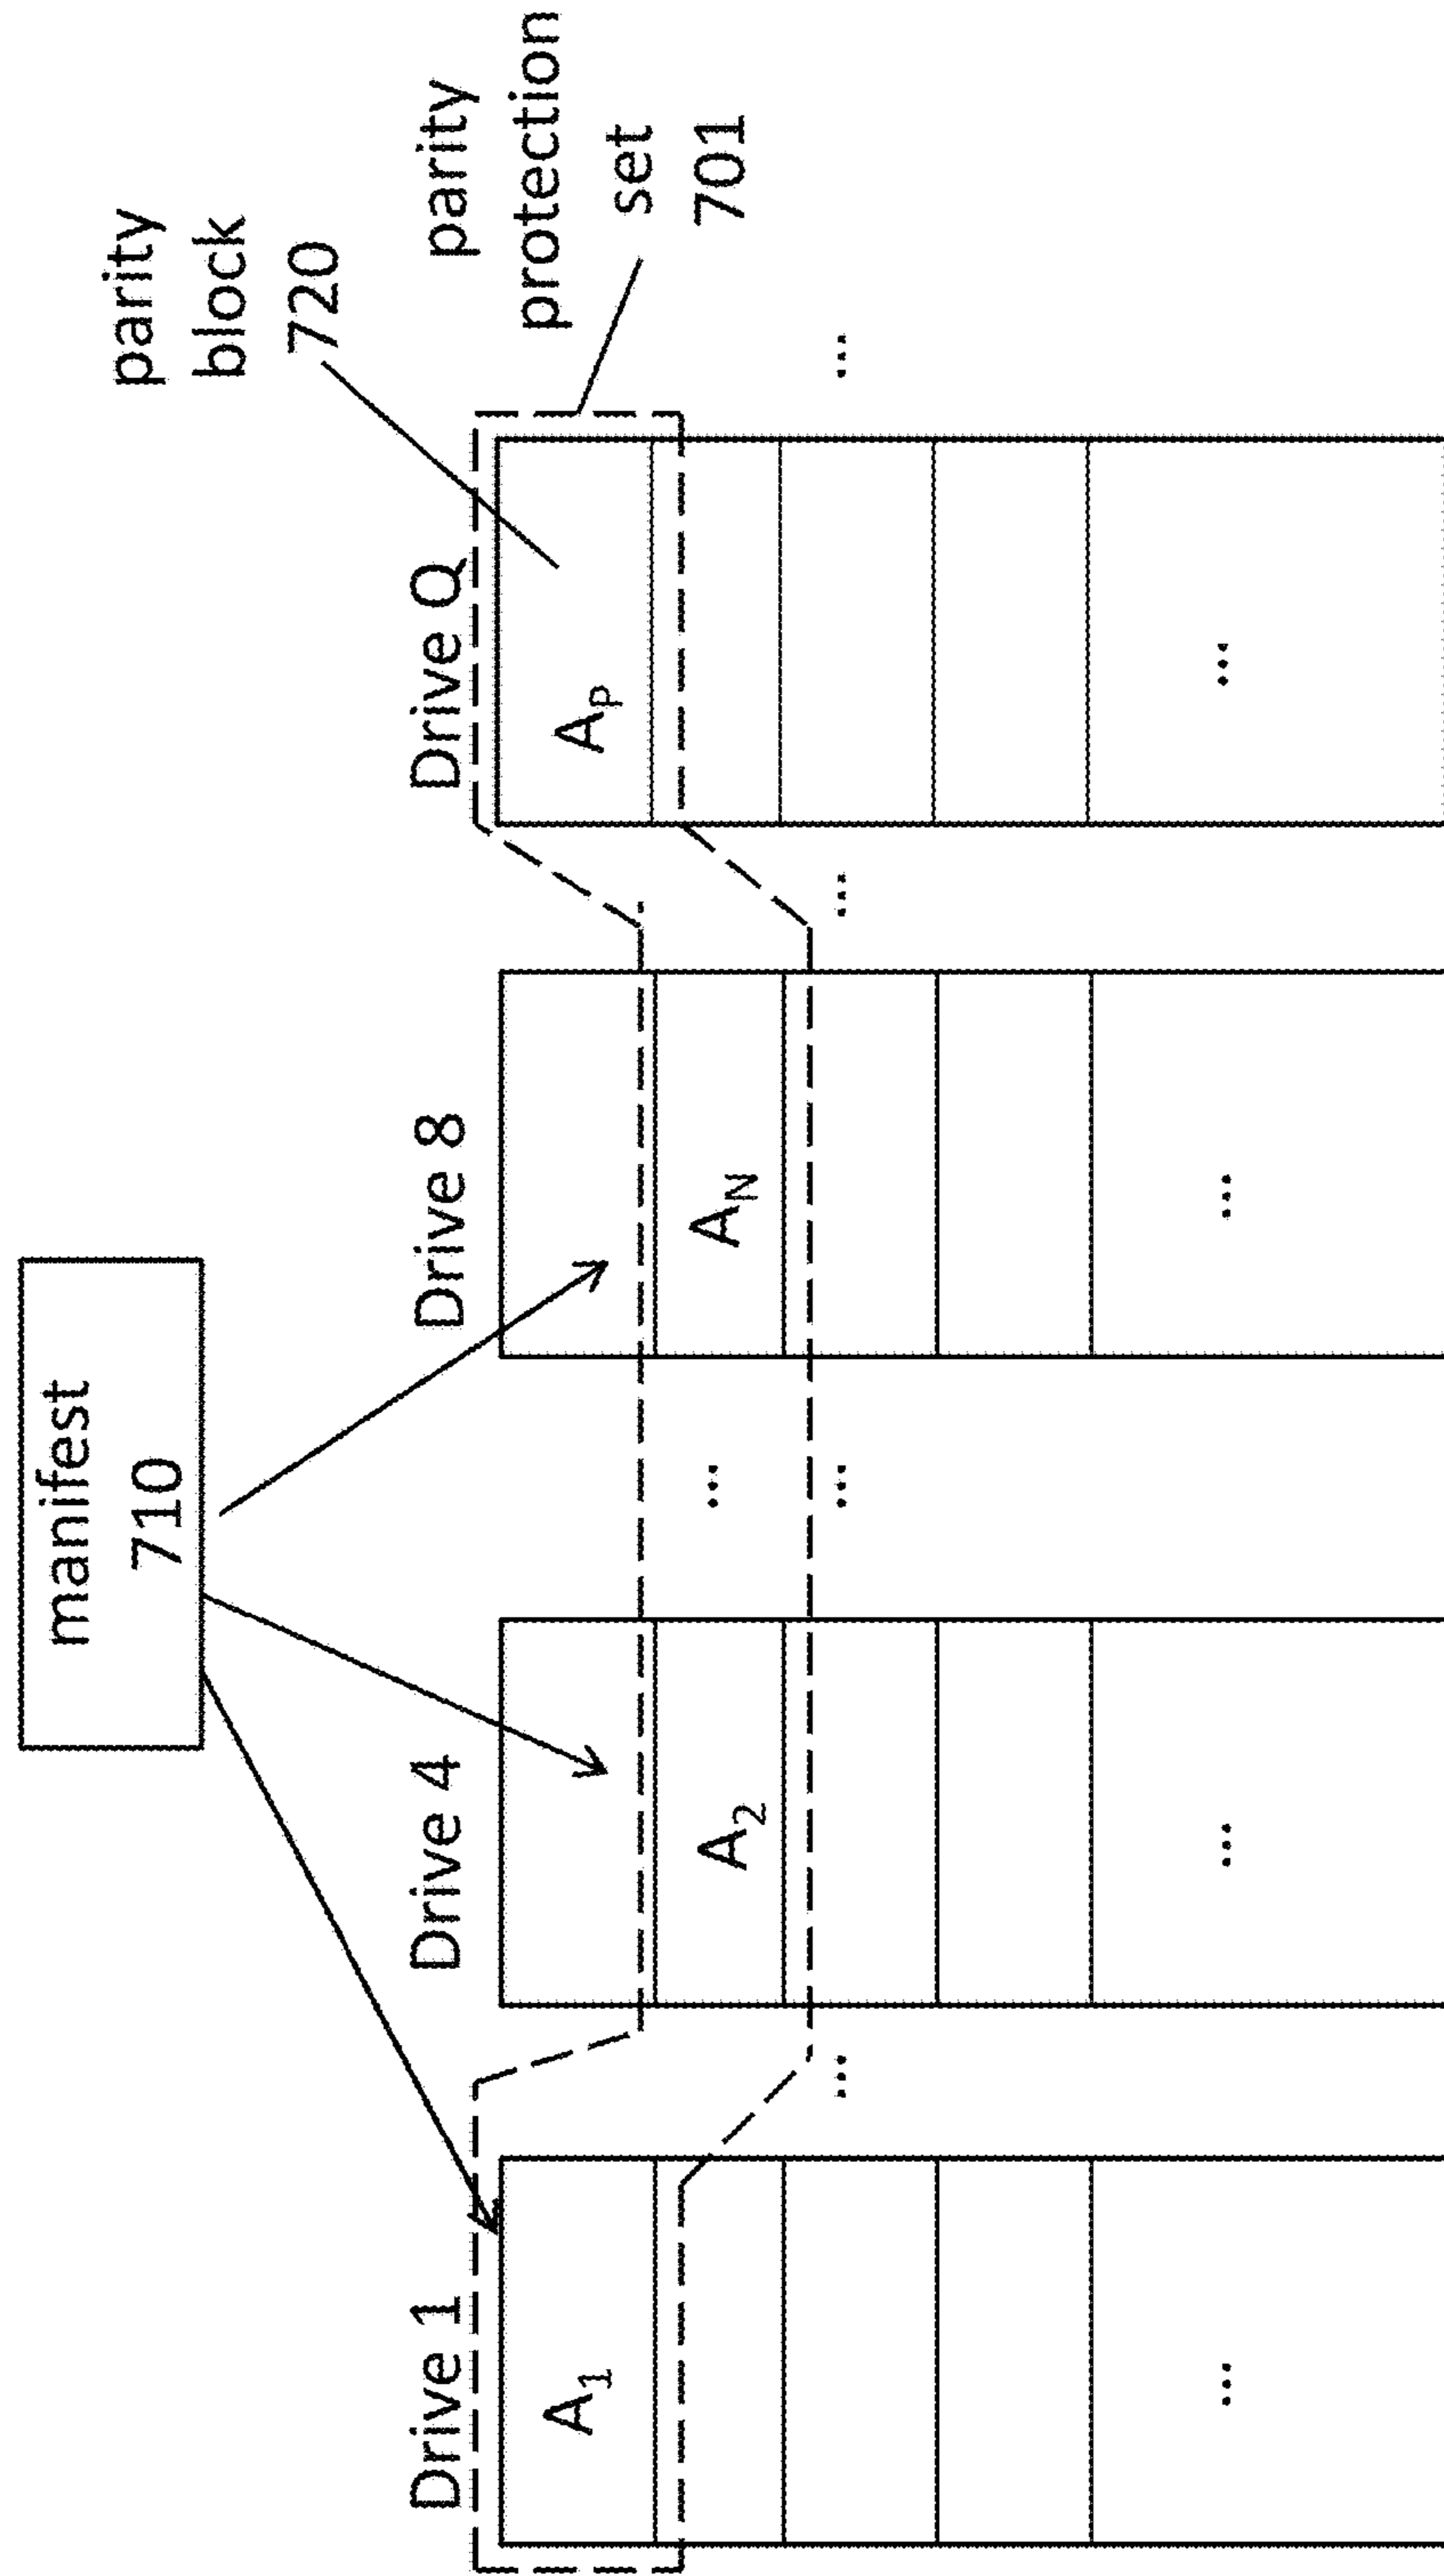 manifest
710
parity
block
720
parity
protection
set
701
Drive 1
Drive 4
Drive 8
Drive Q
A1
A2
...
AN
AP
...
...
...
...
...
...
...
...